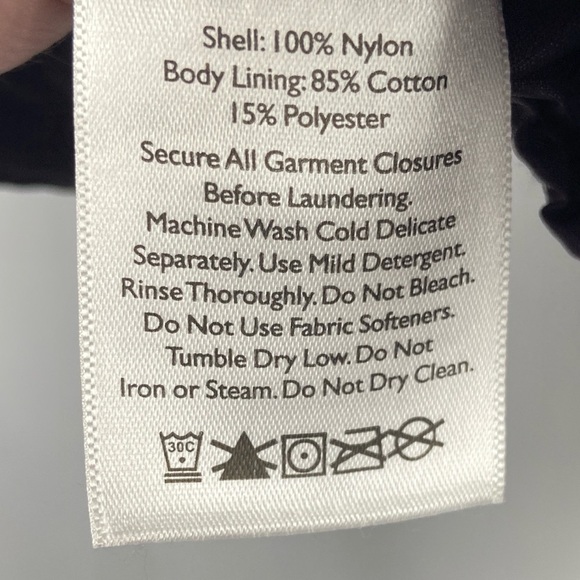 Shell: 100% Nylon
Body Lining: 85% Cotton
15% Polyester
Secure All Garment Closures
Before Laundering.
Machine Wash Cold Delicate
Separately. Use Mild Detergent.
Rinse Thoroughly. Do Not Bleach.
Do Not Use Fabric Softeners.
Tumble Dry Low. Do Not
Iron or Steam. Do Not Dry Clean.
30C